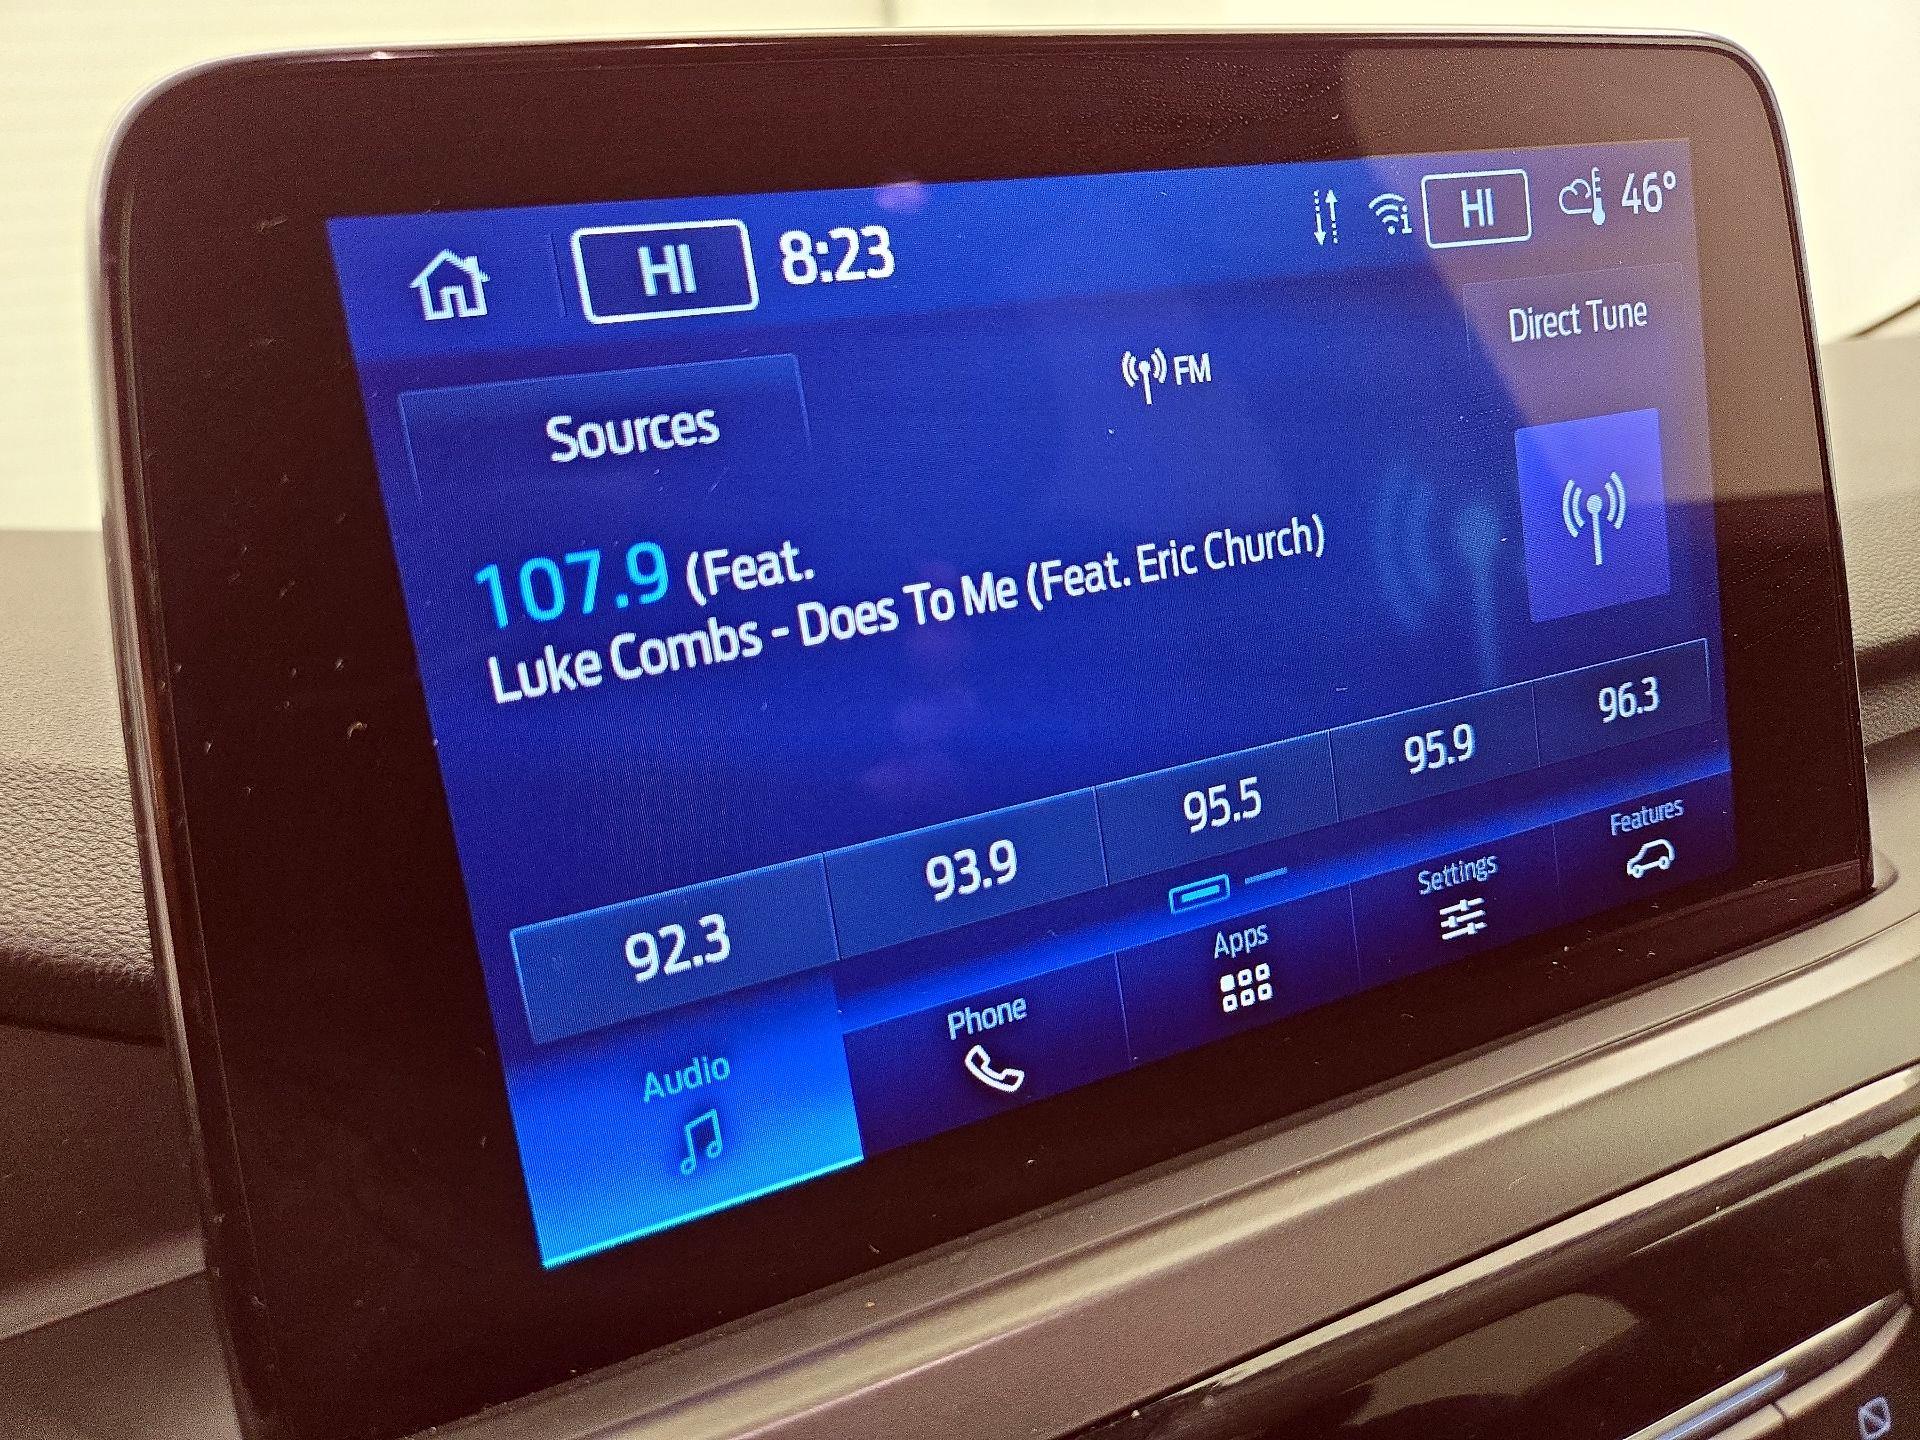 HI 8:23 HI 46°
Direct Tune
FM
Sources
107.9 (Feat.
Luke Combs - Does To Me (Feat. Eric Church)
92.3 93.9 95.5 95.9 96.3
Audio Phone Apps Settings Features